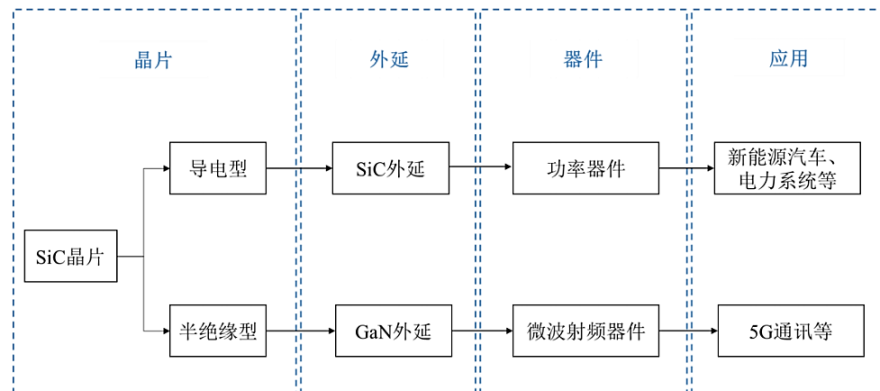 晶片
外延
器件
应用
导电型
SiC外延
功率器件
新能源汽车、
电力系统等
SiC晶片
半绝缘型
GaN外延
微波射频器件
5G通讯等